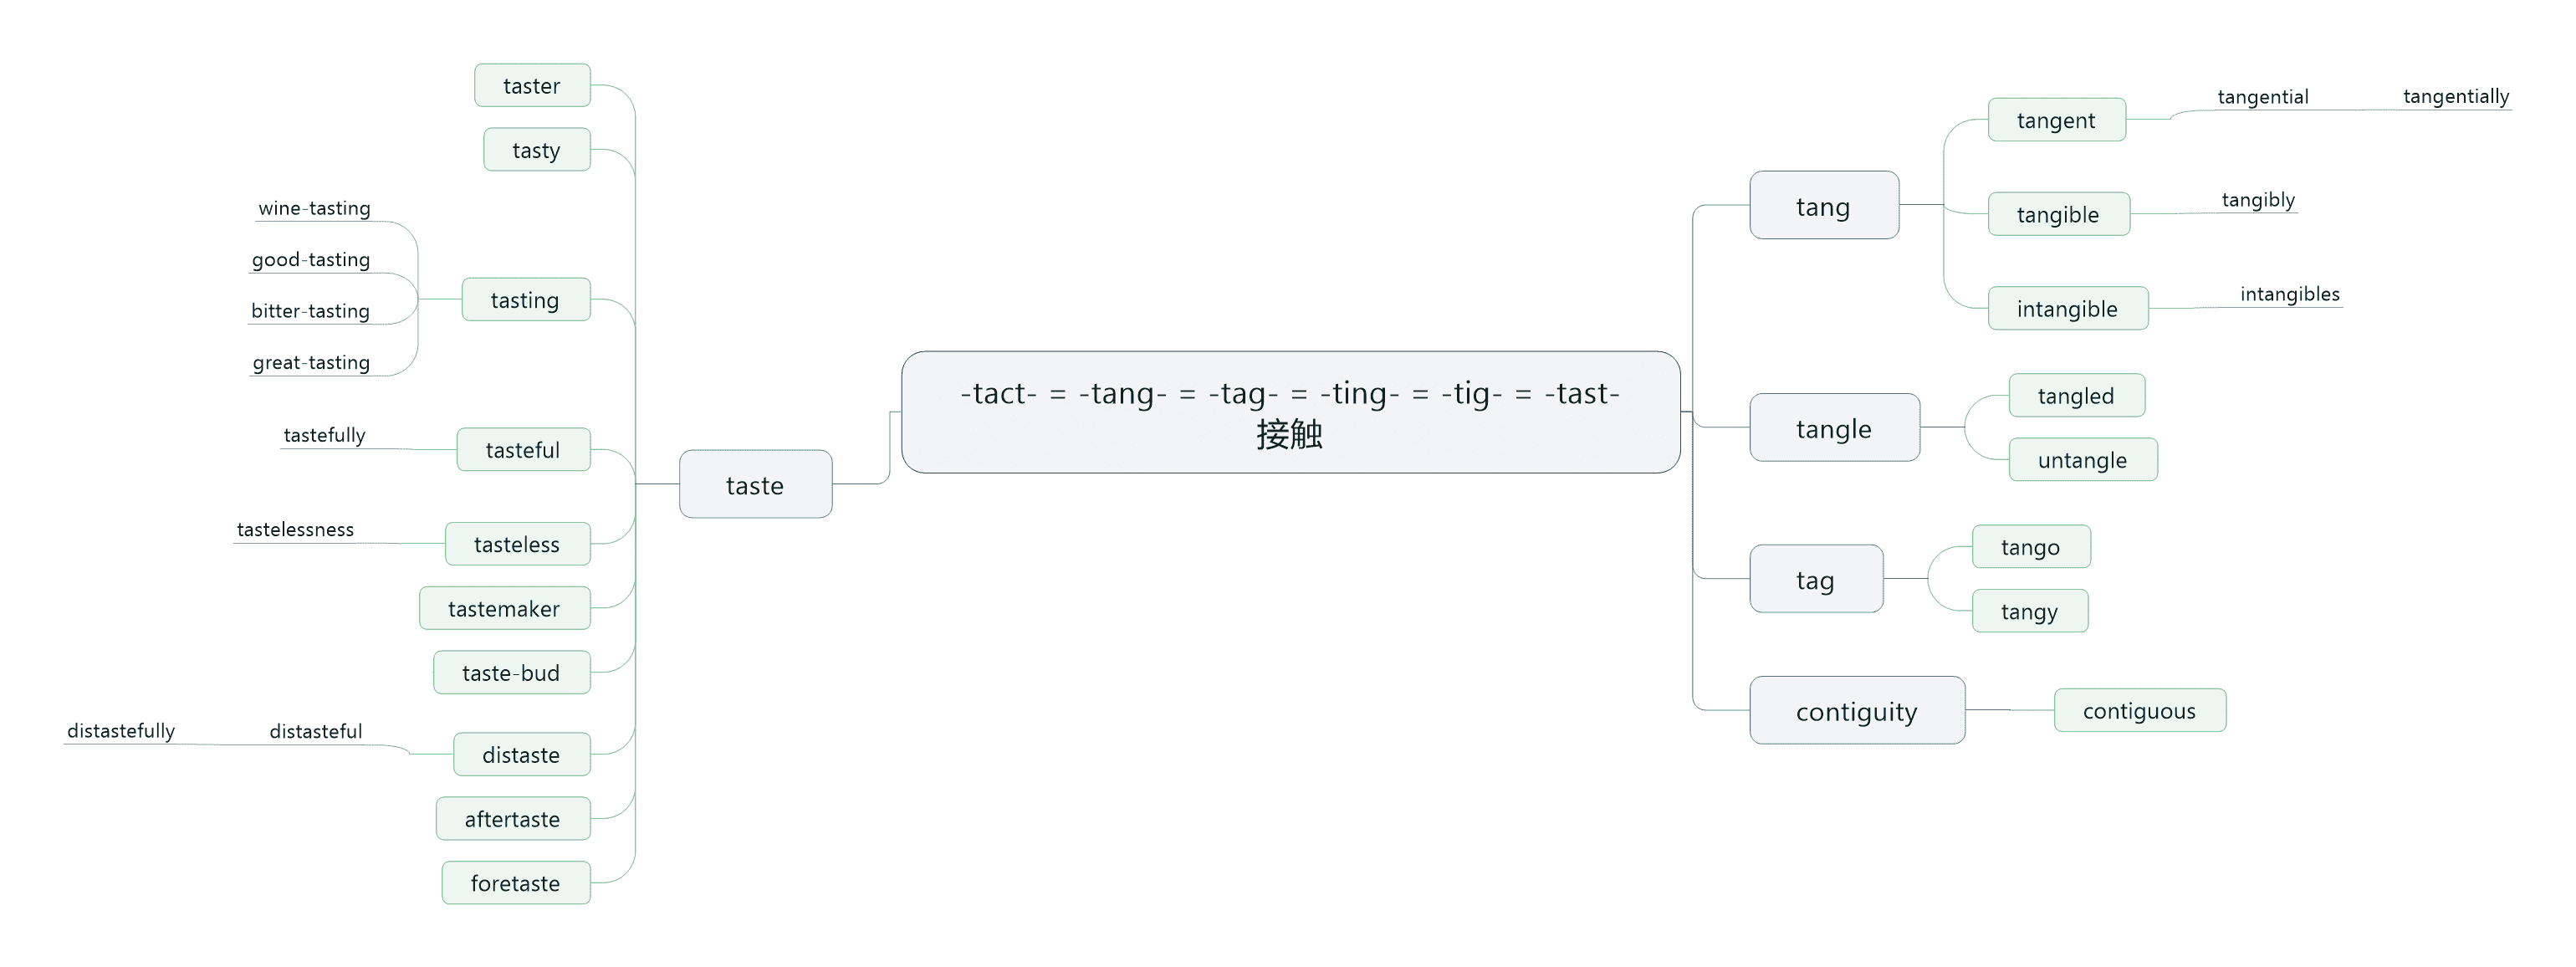 -tact- = -tang- = -tag- = -ting- = -tig- = -tast-
接触
tang
tangent
tangential
tangentially
tangible
tangibly
intangible
intangibles
tangle
tangled
untangle
tag
tango
tangy
contiguity
contiguous
taste
taster
tasty
tasting
wine-tasting
good-tasting
bitter-tasting
great-tasting
tasteful
tastefully
tasteless
tastelessness
tastemaker
taste-bud
distaste
distasteful
distastefully
aftertaste
foretaste